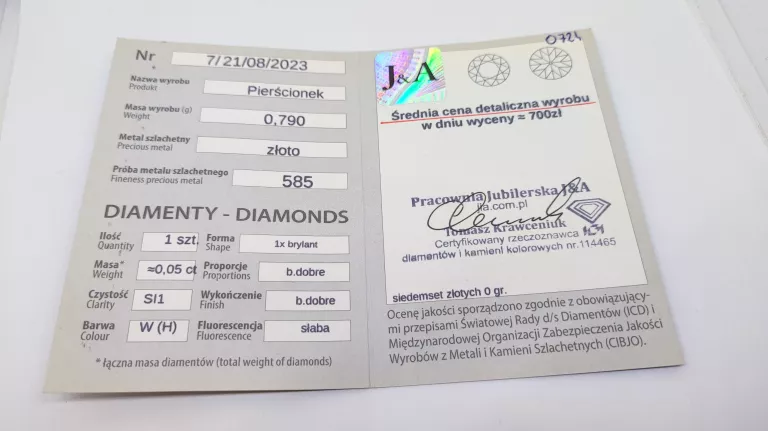 Nr 7/21/08/2023
Nazwa wyrobu
Produkt
Pierścionek
Masa wyrobu (g)
Weight
0,790
Metal szlachetny
Precious metal
złoto
Próba metalu szlachetnego
Fineness precious metal
585
DIAMENTY - DIAMONDS
Ilość
Quantity
1 szt.
Forma
Shape
1x brylant
Masa*
Weight
≈0,05 ct
Proporcje
Proportions
b.dobre
Czystość
Clarity
SI1
Wykończenie
Finish
b.dobre
Barwa
Colour
W (H)
Fluorescencja
Fluorescence
słaba
* łączna masa diamentów (total weight of diamonds)
0724
J&A
Średnia cena detaliczna wyrobu
w dniu wyceny ≈ 700zł
Pracownia Jubilerska J&A
jla.com.pl
Tomasz Krawceniuk
Certyfikowany rzeczoznawca
diamentów i kamieni kolorowych nr.114465
siedemset złotych 0 gr.
Ocenę jakości sporządzono zgodnie z obowiązujący-
mi przepisami Światowej Rady d/s Diamentów (ICD) i
Międzynarodowej Organizacji Zabezpieczenia Jakości
Wyrobów z Metali i Kamieni Szlachetnych (CIBJO).